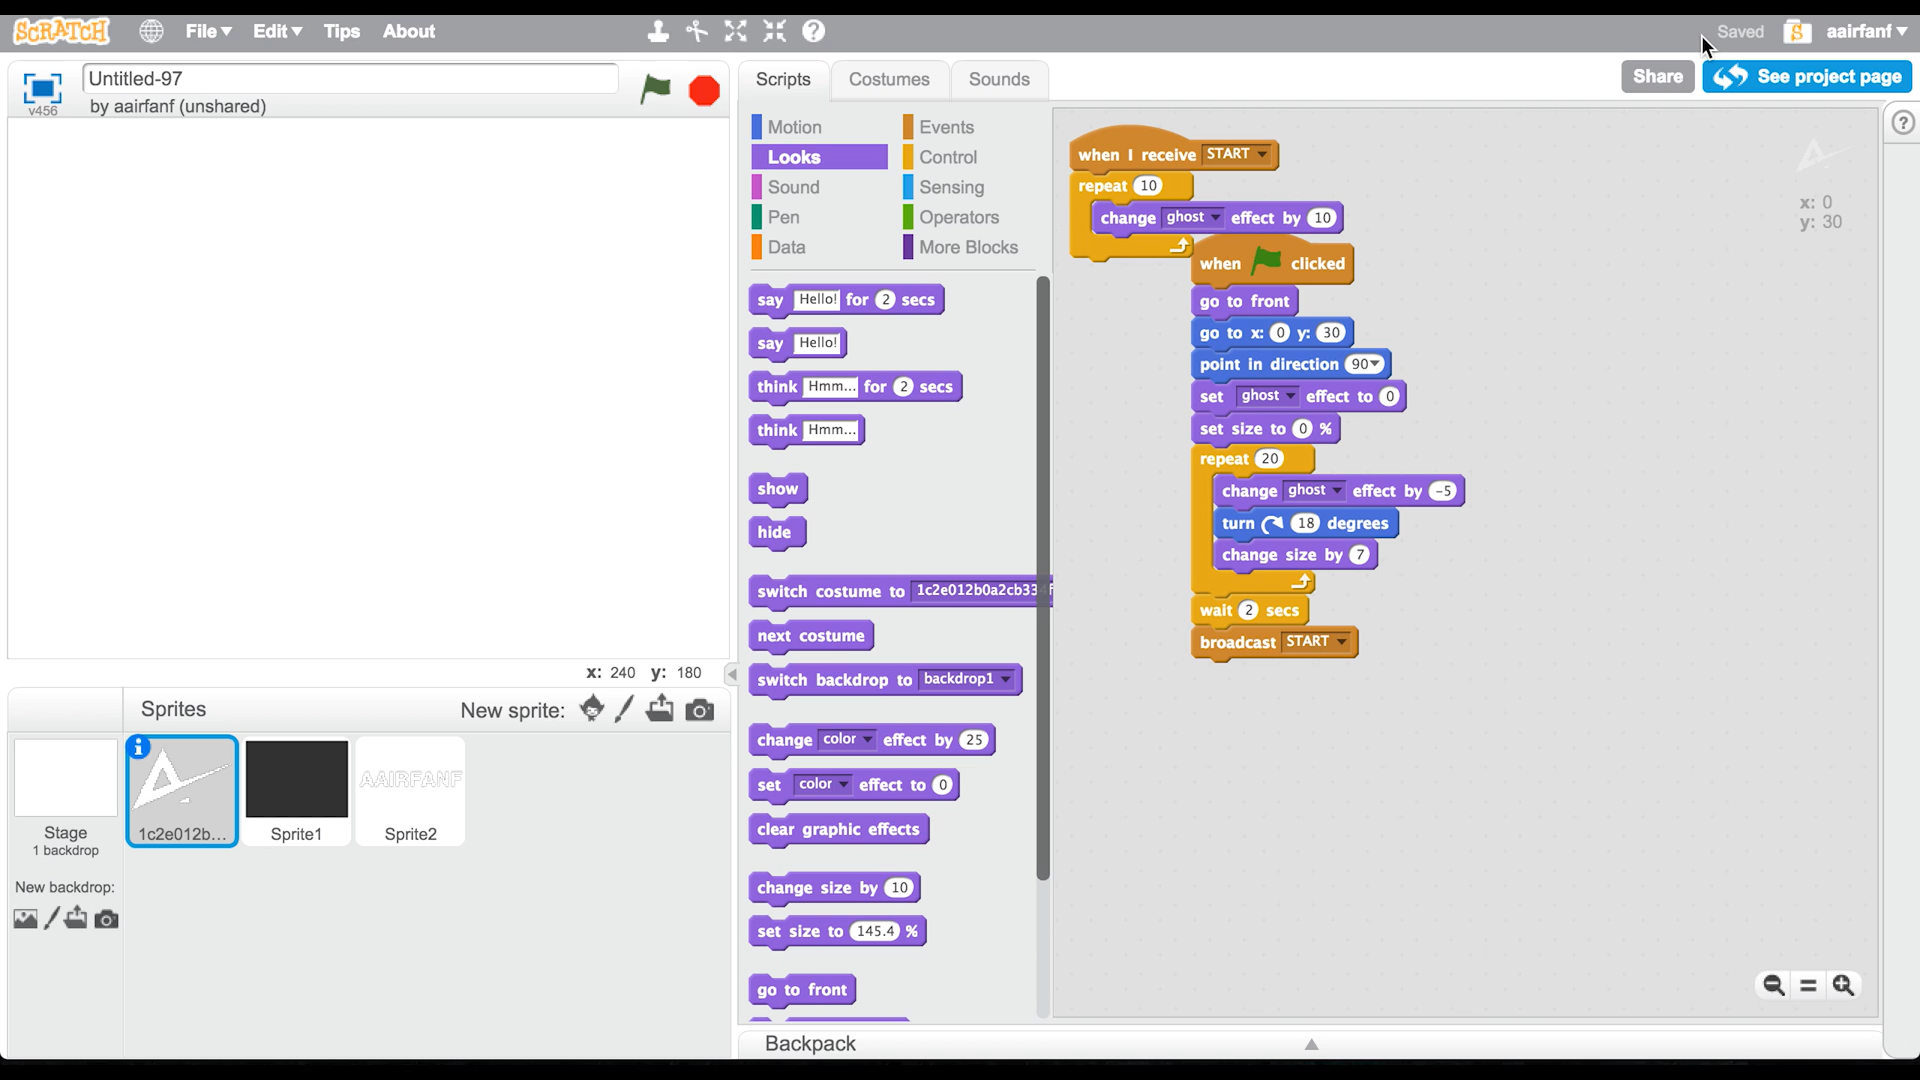 SCRATCH File Edit Tips About Saved S aairfanf
v456 Untitled-97
by aairfanf (unshared)
Scripts Costumes Sounds
Share See project page
Motion Events
Looks Control
Sound Sensing
Pen Operators
Data More Blocks
say Hello! for 2 secs
say Hello!
think Hmm... for 2 secs
think Hmm...
show
hide
switch costume to 1c2e012b0a2cb33
next costume
switch backdrop to backdrop1
change color effect by 25
set color effect to 0
clear graphic effects
change size by 10
set size to 145.4 %
go to front
when I receive START
repeat 10
change ghost effect by 10
when clicked
go to front
go to x: 0 y: 30
point in direction 90
set ghost effect to 0
set size to 0 %
repeat 20
change ghost effect by -5
turn 18 degrees
change size by 7
wait 2 secs
broadcast START
x: 0
y: 30
?
x: 240 y: 180
Sprites New sprite:
Stage
1 backdrop
New backdrop:
i
1c2e012b...
Sprite1
AAIRFANF
Sprite2
Backpack